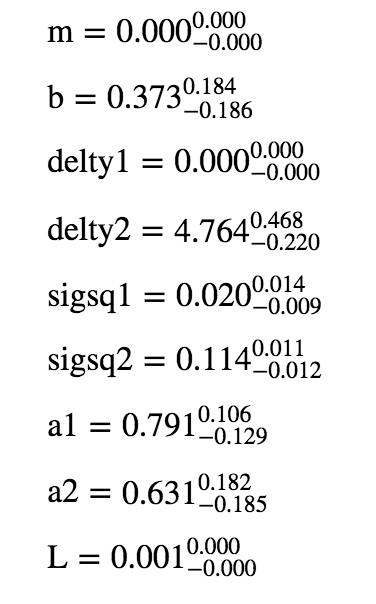 m = 0.000^{0.000}_{-0.000}
b = 0.373^{0.184}_{-0.186}
delty1 = 0.000^{0.000}_{-0.000}
delty2 = 4.764^{0.468}_{-0.220}
sigsq1 = 0.020^{0.014}_{-0.009}
sigsq2 = 0.114^{0.011}_{-0.012}
a1 = 0.791^{0.106}_{-0.129}
a2 = 0.631^{0.182}_{-0.185}
L = 0.001^{0.000}_{-0.000}